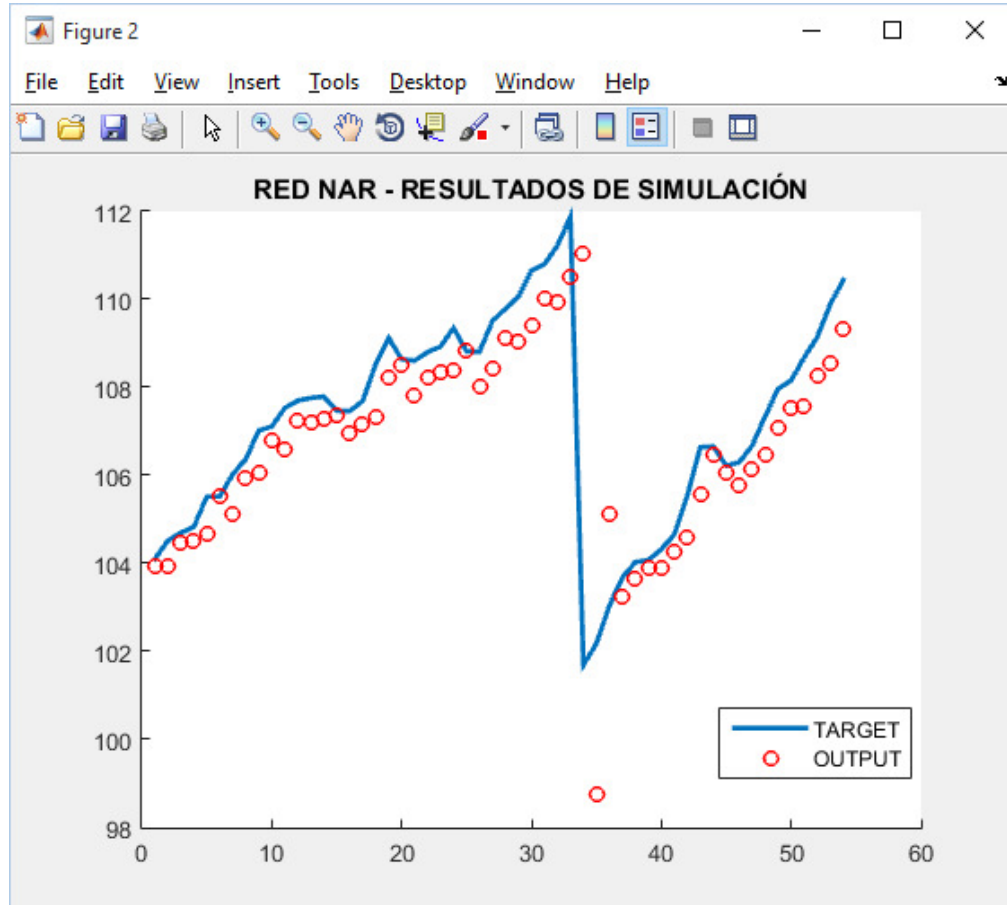 Figure 2
File Edit View Insert Tools Desktop Window Help
RED NAR - RESULTADOS DE SIMULACIÓN
112
110
108
106
104
102
100
98
0 10 20 30 40 50 60
TARGET
OUTPUT